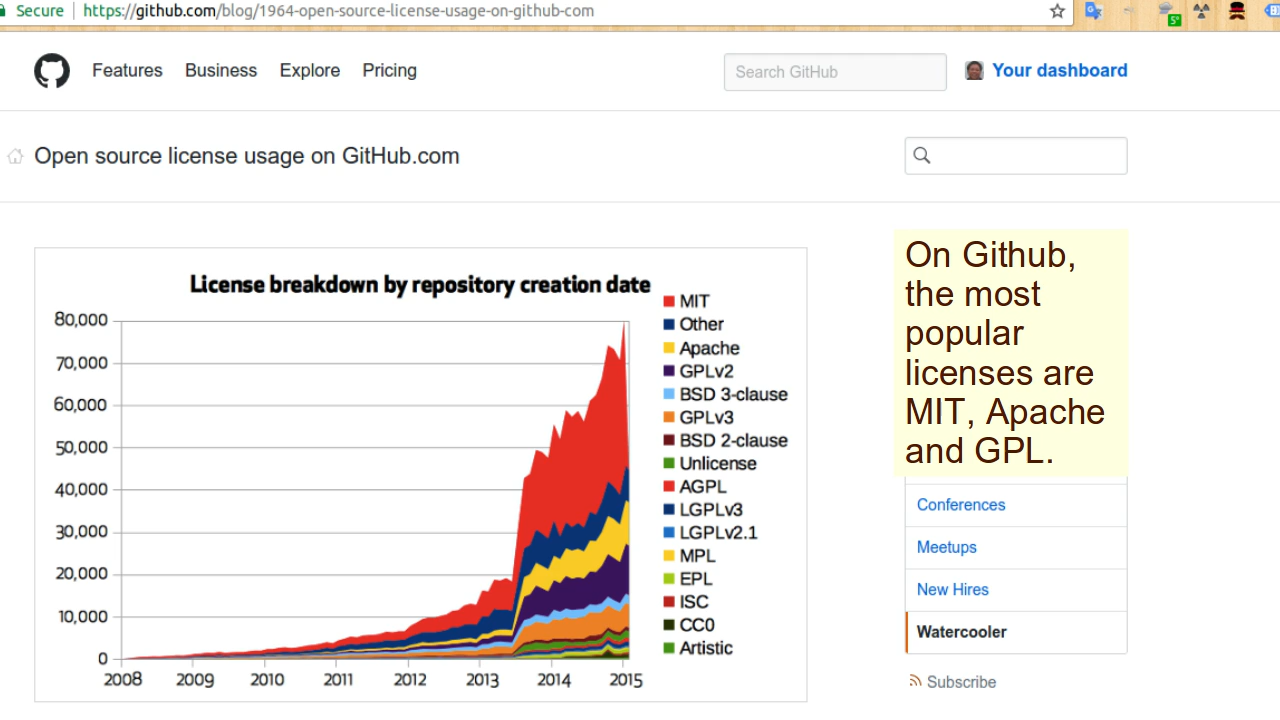 Secure https://github.com/blog/1964-open-source-license-usage-on-github-com
5°
Features Business Explore Pricing
Search GitHub
Your dashboard
Open source license usage on GitHub.com
License breakdown by repository creation date
80,000
70,000
60,000
50,000
40,000
30,000
20,000
10,000
0
2008 2009 2010 2011 2012 2013 2014 2015
MIT
Other
Apache
GPLv2
BSD 3-clause
GPLv3
BSD 2-clause
Unlicense
AGPL
LGPLv3
LGPLv2.1
MPL
EPL
ISC
CC0
Artistic
On Github,
the most
popular
licenses are
MIT, Apache
and GPL.
Conferences
Meetups
New Hires
Watercooler
Subscribe